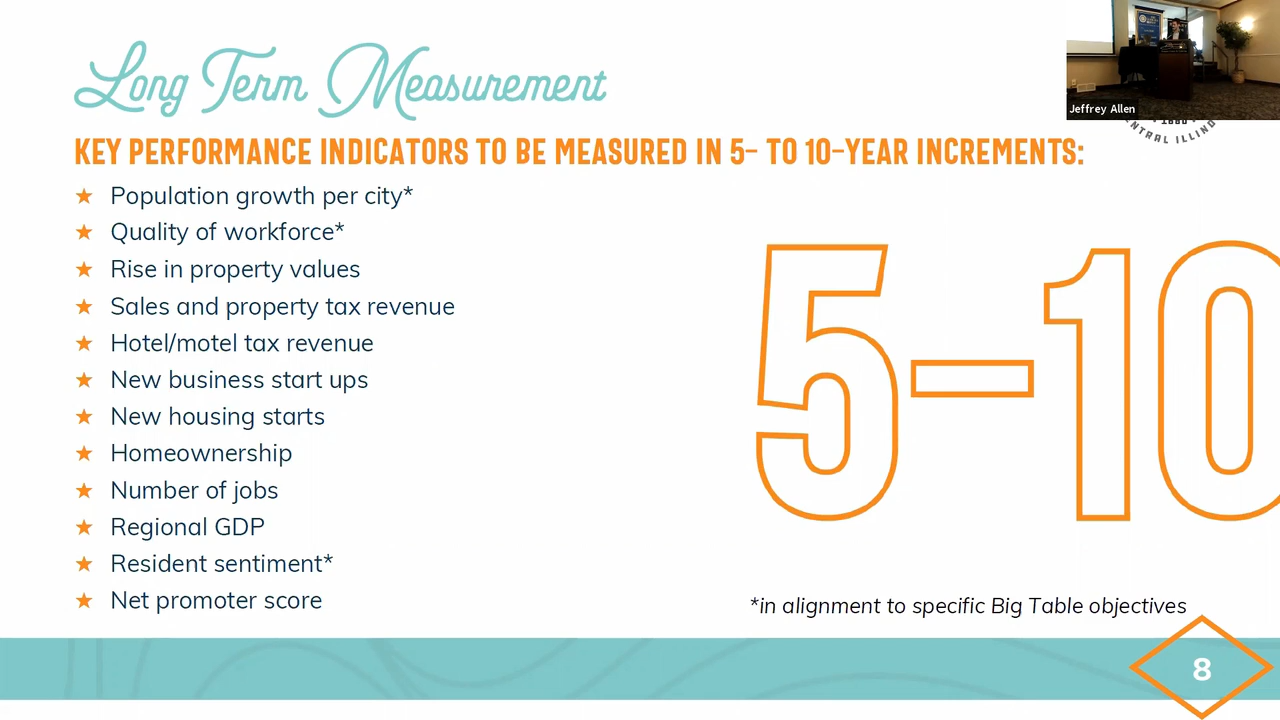 Long Term Measurement
KEY PERFORMANCE INDICATORS TO BE MEASURED IN 5- TO 10-YEAR INCREMENTS:
★ Population growth per city*
★ Quality of workforce*
★ Rise in property values
★ Sales and property tax revenue
★ Hotel/motel tax revenue
★ New business start ups
★ New housing starts
★ Homeownership
★ Number of jobs
★ Regional GDP
★ Resident sentiment*
★ Net promoter score
5-10
*in alignment to specific Big Table objectives
8
Jeffrey Allen